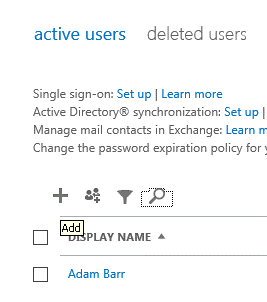 active users deleted users
Single sign-on: Set up | Learn more
Active Directory® synchronization: Set up |
Manage mail contacts in Exchange: Learn m
Change the password expiration policy for
Add
DISPLAY NAME
Adam Barr